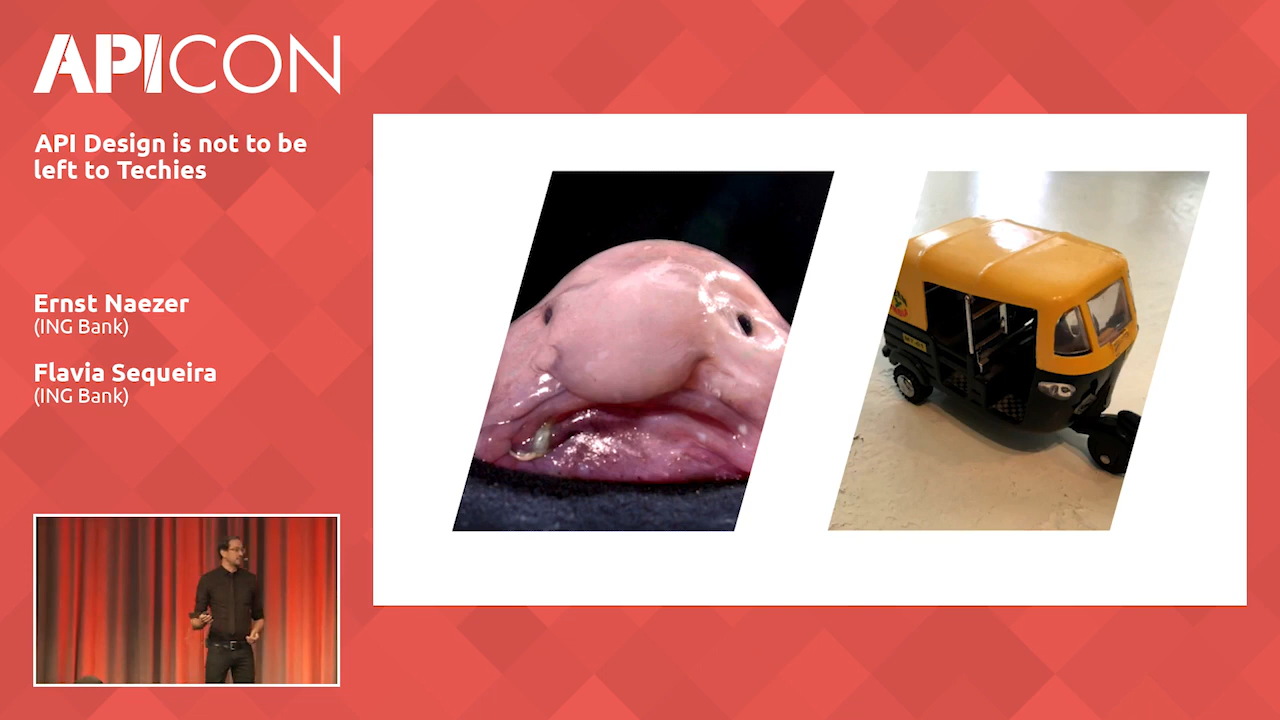 APICON
API Design is not to be
left to Techies
Ernst Naezer
(ING Bank)
Flavia Sequeira
(ING Bank)